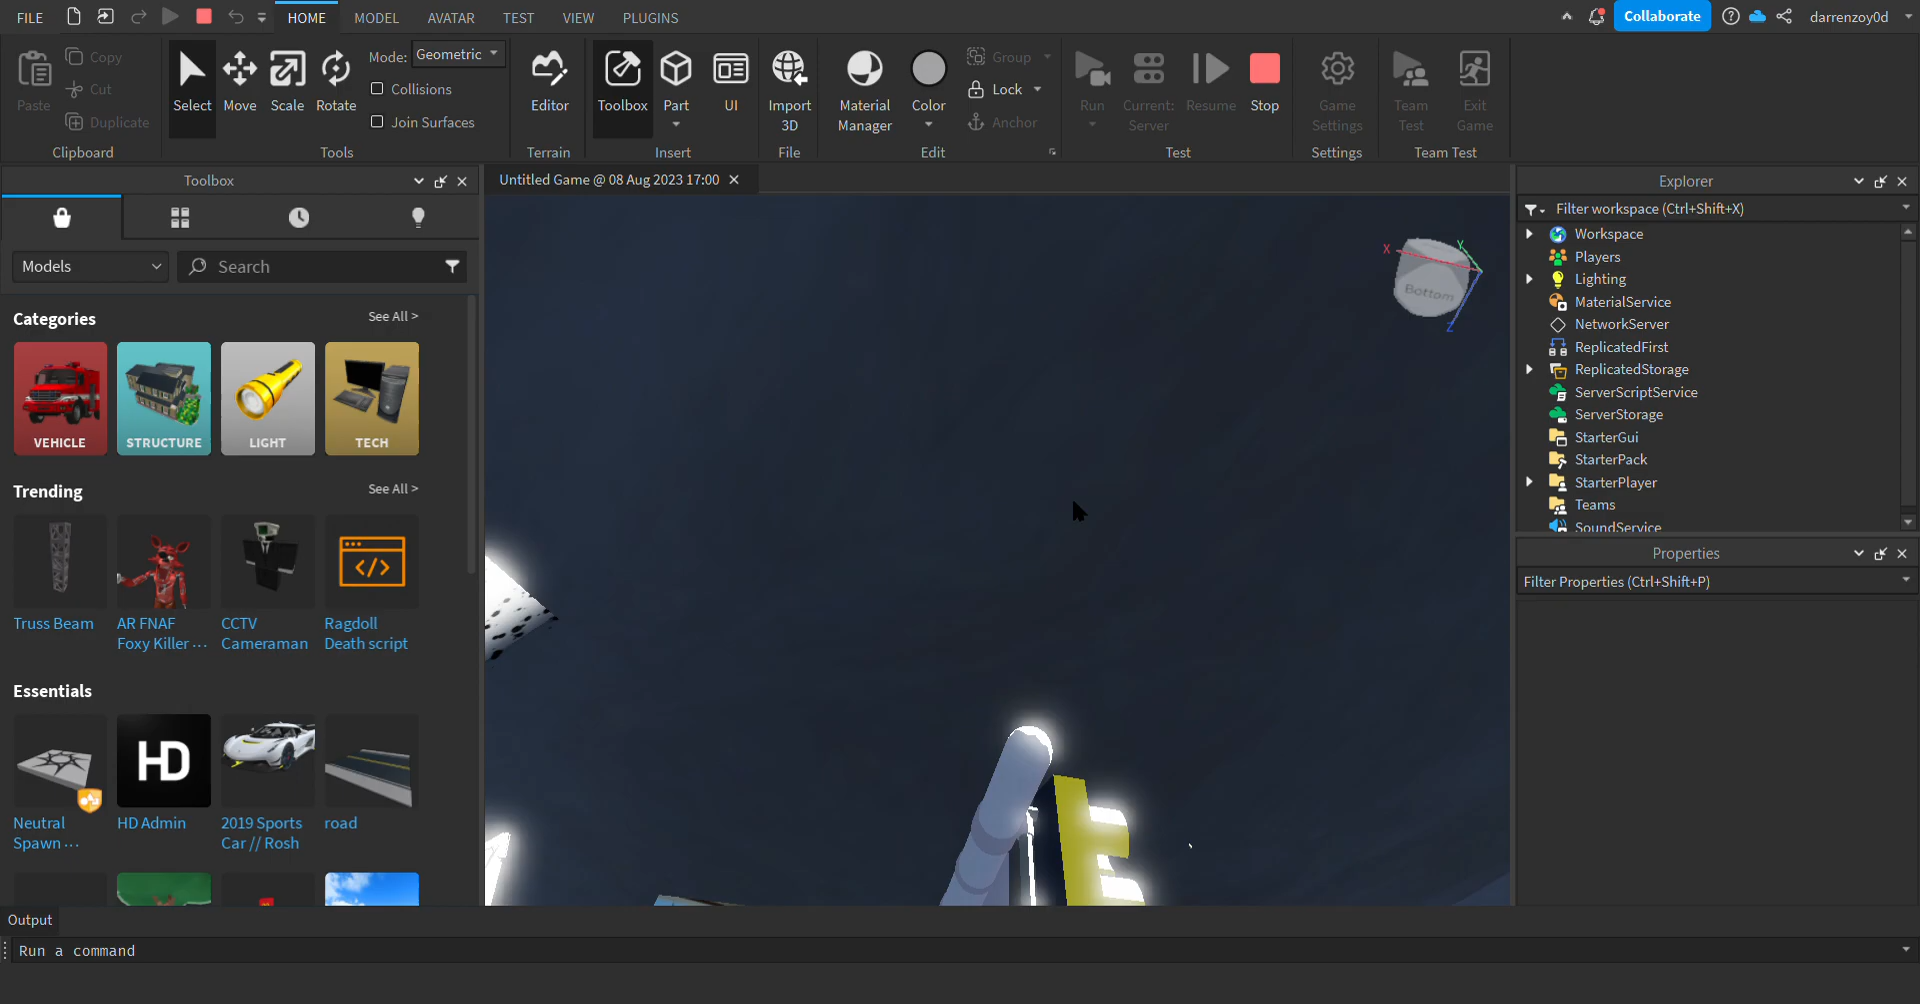 FILE
HOME
MODEL
AVATAR
TEST
VIEW
PLUGINS
Collaborate
darrenzoy0d
Paste
Copy
Cut
Duplicate
Clipboard
Select
Move
Scale
Rotate
Mode:
Geometric
Collisions
Join Surfaces
Tools
Editor
Terrain
Toolbox
Part
UI
Insert
Import
3D
File
Material
Manager
Color
Group
Lock
Anchor
Edit
Run
Current:
Server
Resume
Stop
Test
Game
Settings
Settings
Team
Test
Exit
Game
Team Test
Toolbox
Models
Search
Categories
See All >
VEHICLE
STRUCTURE
LIGHT
TECH
Trending
See All >
Truss Beam
AR FNAF
Foxy Killer ...
CCTV
Cameraman
Ragdoll
Death script
Essentials
HD
Neutral
Spawn ...
HD Admin
2019 Sports
Car // Rosh
road
Untitled Game @ 08 Aug 2023 17:00
X
Y
Z
Bottom
Explorer
Filter workspace (Ctrl+Shift+X)
Workspace
Players
Lighting
MaterialService
NetworkServer
ReplicatedFirst
ReplicatedStorage
ServerScriptService
ServerStorage
StarterGui
StarterPack
StarterPlayer
Teams
SoundService
Properties
Filter Properties (Ctrl+Shift+P)
Output
Run a command